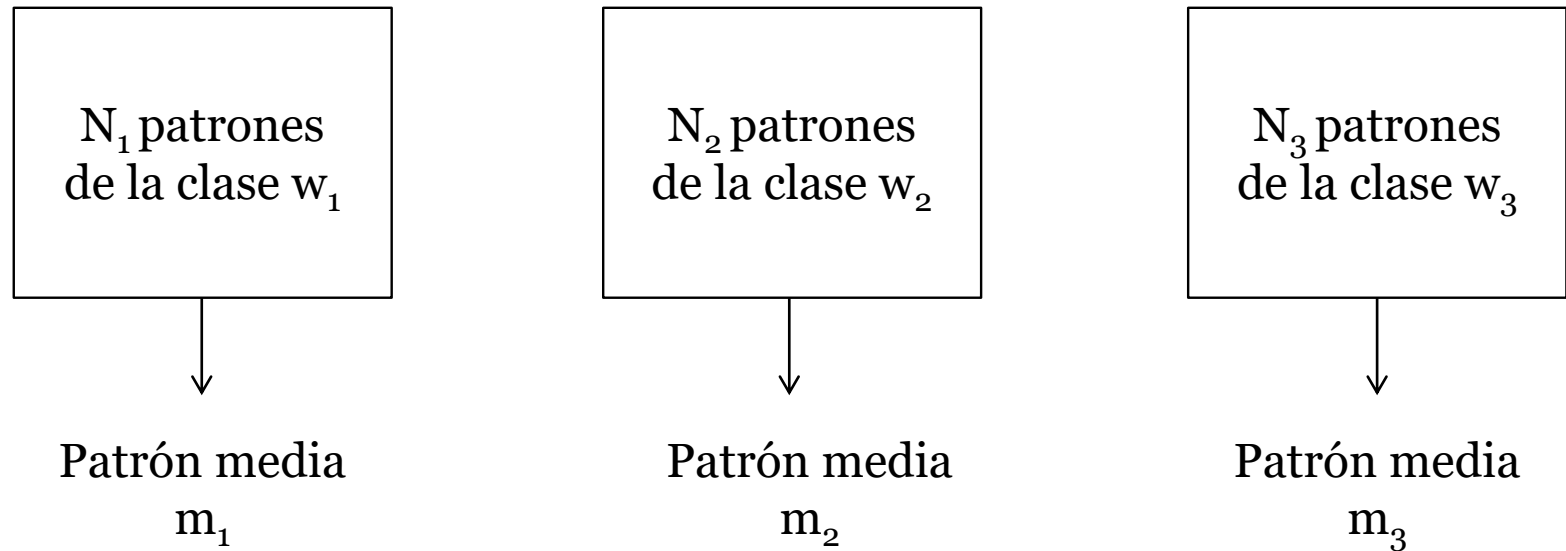 N₁ patrones
de la clase w₁
N₂ patrones
de la clase w₂
N₃ patrones
de la clase w₃
Patrón media
m₁
Patrón media
m₂
Patrón media
m₃